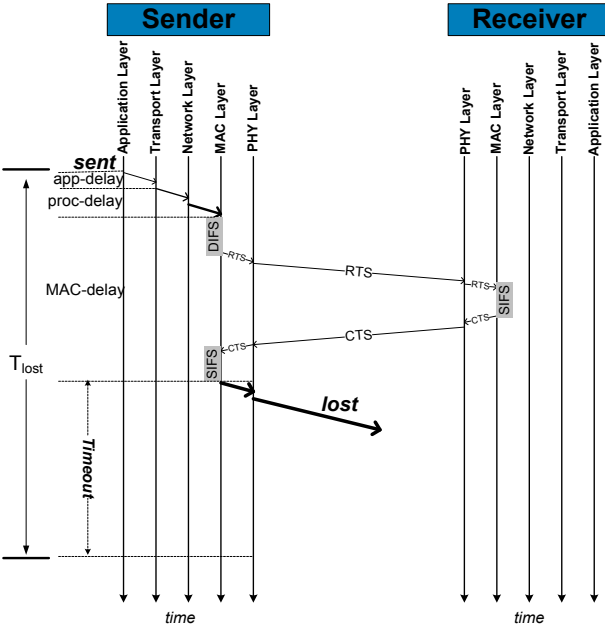 Sender
Receiver
Application Layer
Transport Layer
Network Layer
MAC Layer
PHY Layer
PHY Layer
MAC Layer
Network Layer
Transport Layer
Application Layer
sent
app-delay
proc-delay
DIFS
RTS
RTS
RTS
SIFS
MAC-delay
CTS
CTS
CTS
SIFS
Tlost
lost
Timeout
time
time